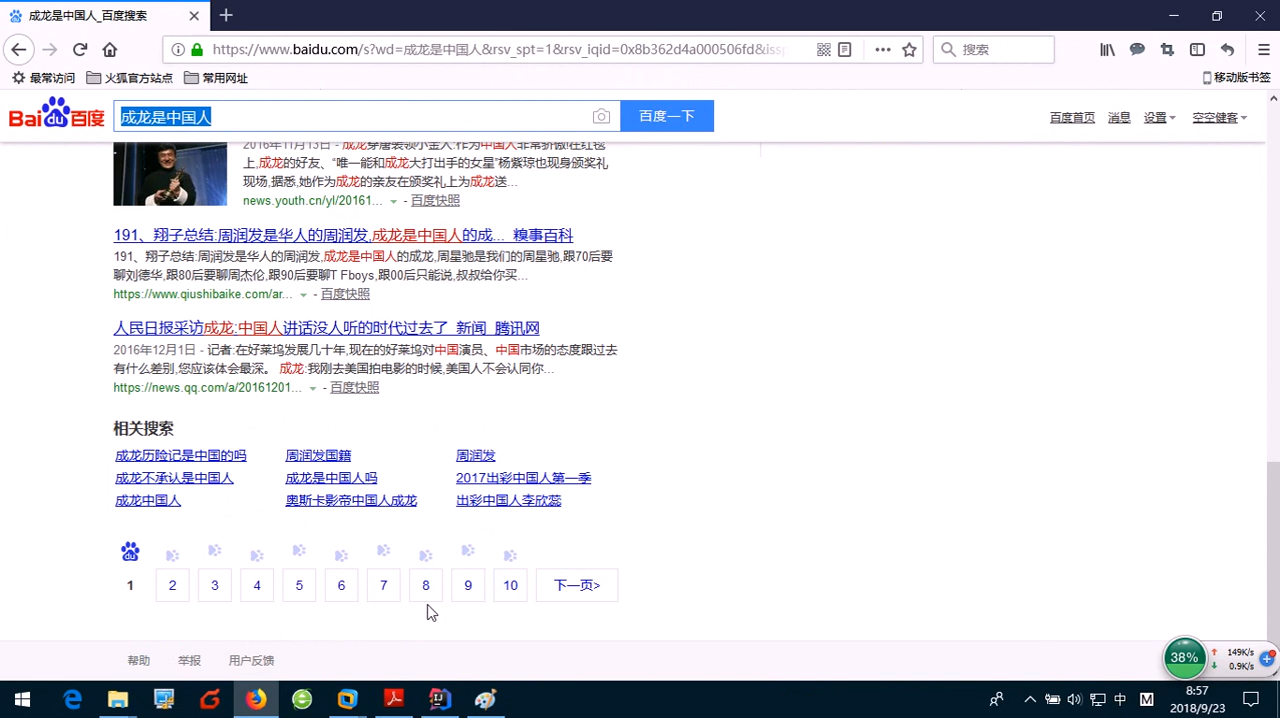 成龙是中国人_百度搜索
https://www.baidu.com/s?wd=成龙是中国人&rsv_spt=1&rsv_iqid=0x8b362d4a000506fd&issp
搜索
最常访问 火狐官方站点 常用网址 移动版书签
Bai du 百度 成龙是中国人 百度一下 百度首页 消息 设置 空空健客
2016年11月13日 - 成龙穿唐装领小金人:作为中国人非常骄傲!在红毯
上,成龙的好友、“唯一能和成龙大打出手的女星”杨紫琼也现身颁奖礼
现场,据悉,她作为成龙的亲友在颁奖礼上为成龙送...
news.youth.cn/yl/20161... - 百度快照
191、翔子总结:周润发是华人的周润发,成龙是中国人的成... 糗事百科
191、翔子总结:周润发是华人的周润发,成龙是中国人的成龙,周星驰是我们的周星驰,跟70后要
聊刘德华,跟80后要聊周杰伦,跟90后要聊T Fboys,跟00后只能说,叔叔给你买...
https://www.qiushibaike.com/ar... - 百度快照
人民日报采访成龙:中国人讲话没人听的时代过去了_新闻_腾讯网
2016年12月1日 - 记者:在好莱坞发展几十年,现在的好莱坞对中国演员、中国市场的态度跟过去
有什么差别,您应该体会最深。 成龙:我刚去美国拍电影的时候,美国人不会认同你...
https://news.qq.com/a/20161201... - 百度快照
相关搜索
成龙历险记是中国的吗 周润发国籍 周润发
成龙不承认是中国人 成龙是中国人吗 2017出彩中国人第一季
成龙中国人 奥斯卡影帝中国人成龙 出彩中国人李欣蕊
du
1 2 3 4 5 6 7 8 9 10 下一页>
帮助 举报 用户反馈
38% 149K/s
0.9K/s
中 M 8:57
2018/9/23